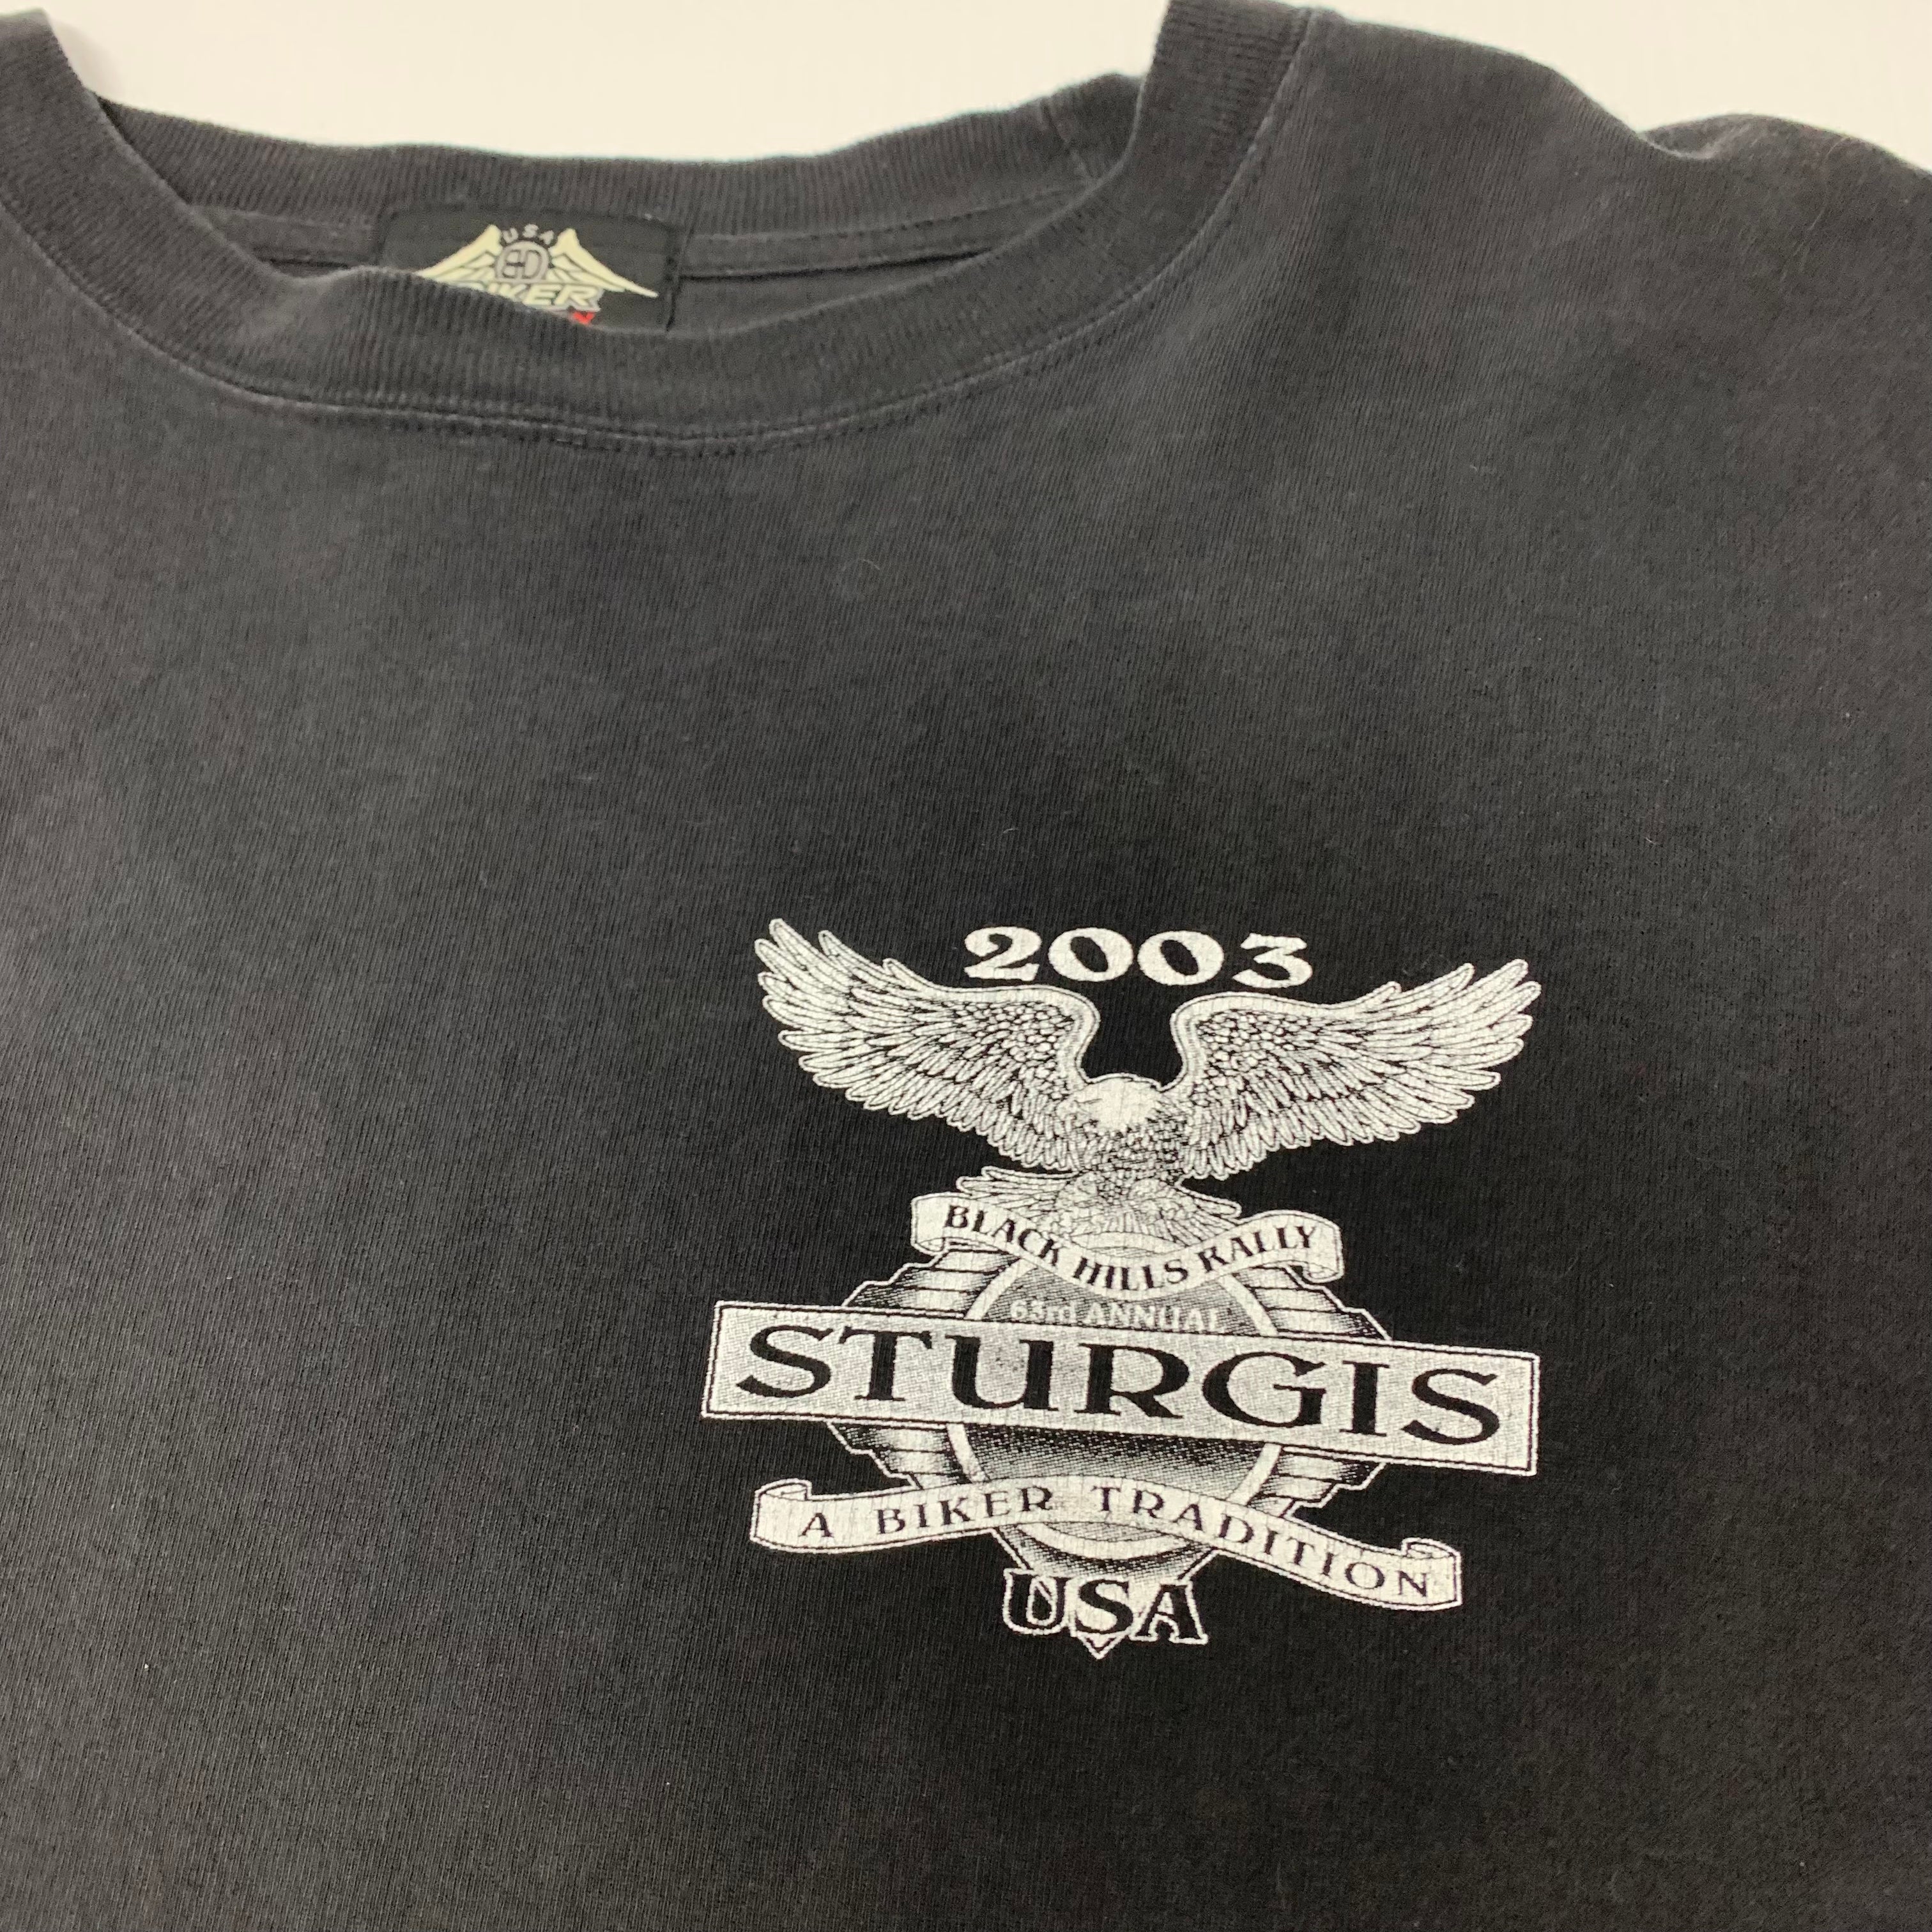 USA
BIKER
2003
BLACK HILLS RALLY
63rd ANNUAL
STURGIS
A BIKER TRADITION
USA